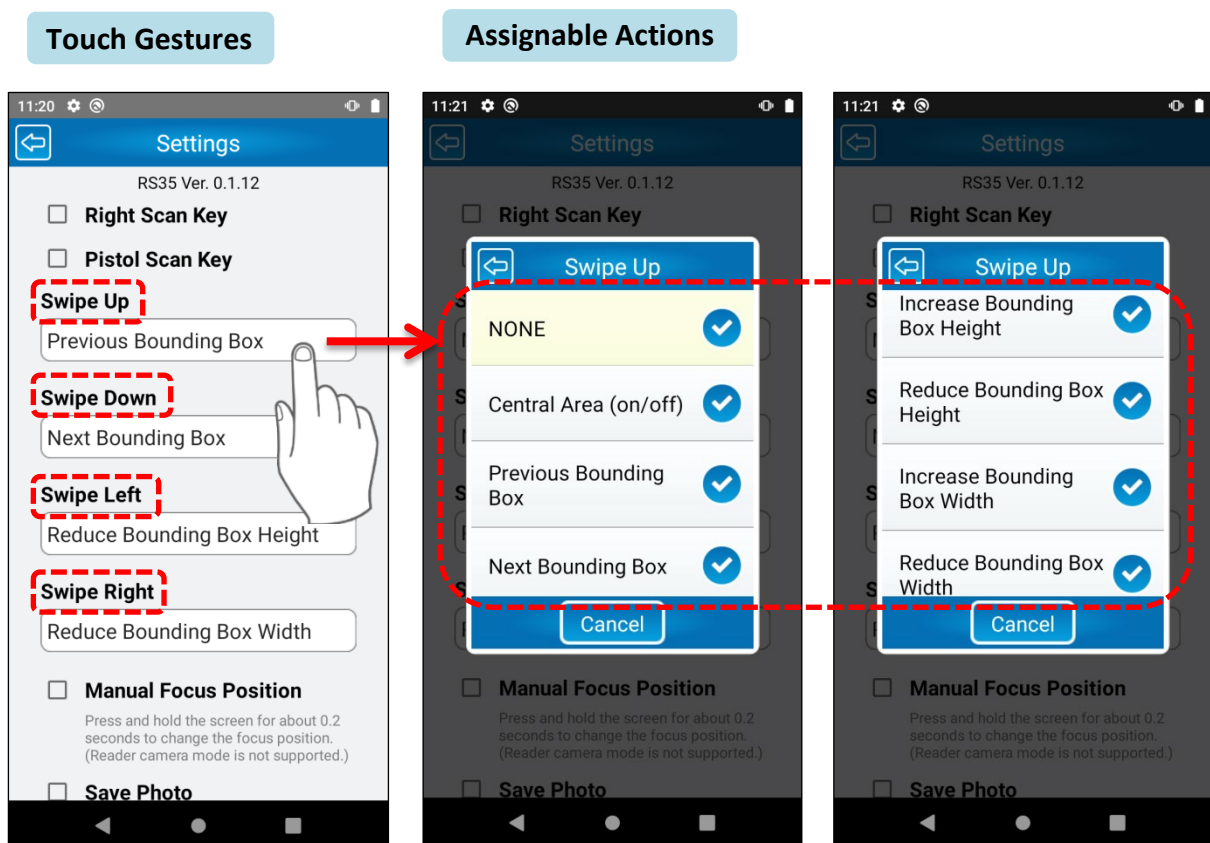 Touch Gestures
Assignable Actions
11:20
Settings
RS35 Ver. 0.1.12
Right Scan Key
Pistol Scan Key
Swipe Up
Previous Bounding Box
Swipe Down
Next Bounding Box
Swipe Left
Reduce Bounding Box Height
Swipe Right
Reduce Bounding Box Width
Manual Focus Position
Press and hold the screen for about 0.2
seconds to change the focus position.
(Reader camera mode is not supported.)
Save Photo
11:21
Settings
RS35 Ver. 0.1.12
Right Scan Key
Swipe Up
NONE
Central Area (on/off)
Previous Bounding
Box
Next Bounding Box
Cancel
Manual Focus Position
Press and hold the screen for about 0.2
seconds to change the focus position.
(Reader camera mode is not supported.)
Save Photo
11:21
Settings
RS35 Ver. 0.1.12
Right Scan Key
Swipe Up
Increase Bounding
Box Height
Reduce Bounding Box
Height
Increase Bounding
Box Width
Reduce Bounding Box
Width
Cancel
Manual Focus Position
Press and hold the screen for about 0.2
seconds to change the focus position.
(Reader camera mode is not supported.)
Save Photo